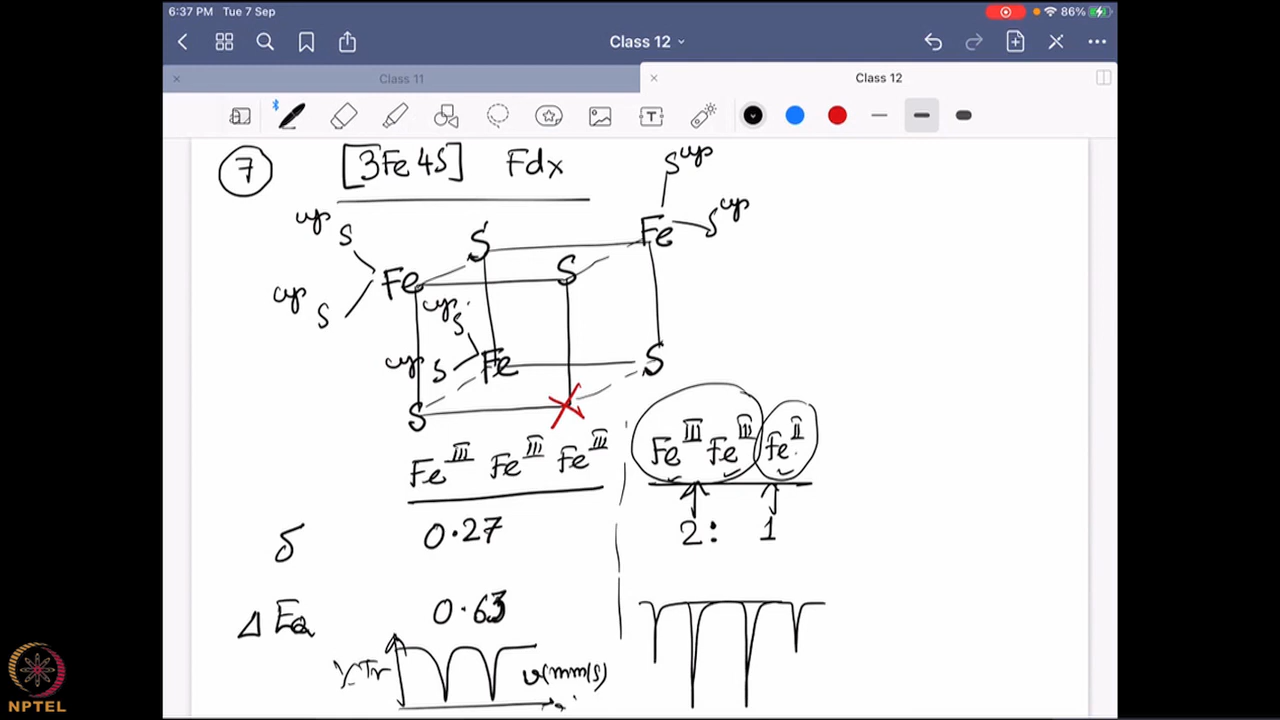 6:37 PM Tue 7 Sep 86%
Class 12
Class 11 Class 12
7 [3Fe 4S] Fdx
S cys
cys S S Fe S cys
Fe S
cys S cys S
cys S Fe S
S
Fe III Fe III Fe III Fe III Fe III Fe II
δ 0.27 2 : 1
Δ EQ 0.63
% Tr v (mm/s)
NPTEL